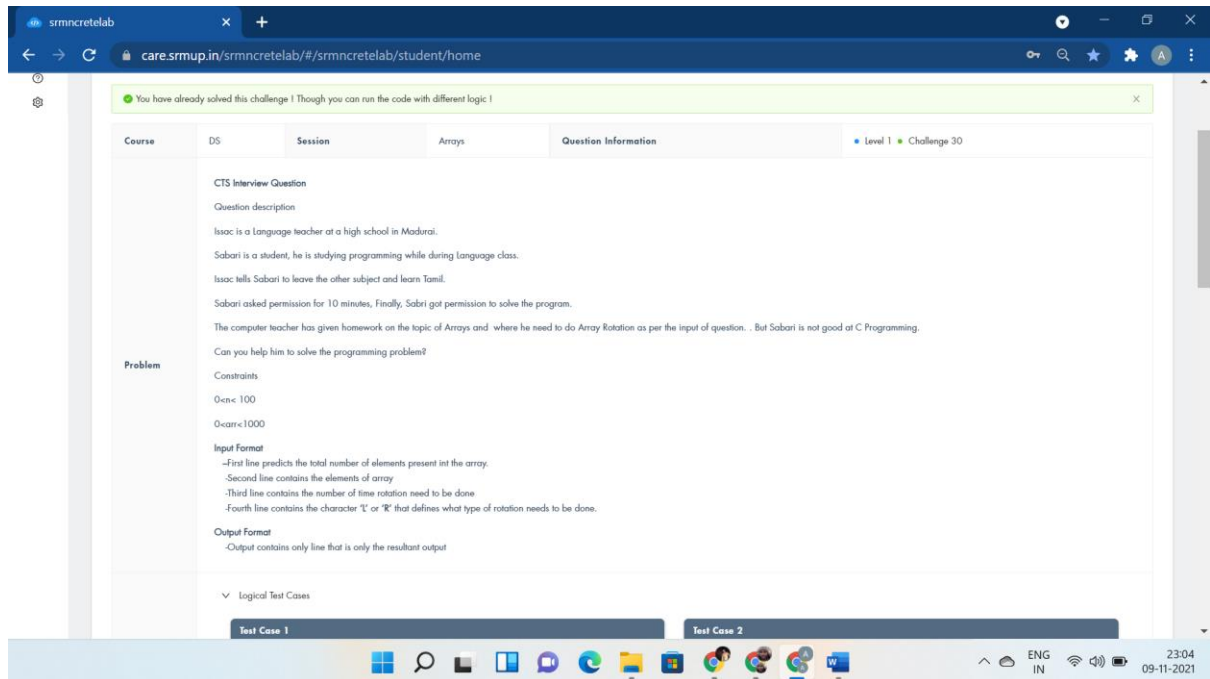 srmncretelab
care.srmup.in/srmncretelab/#/srmncretelab/student/home
A
You have already solved this challenge ! Though you can run the code with different logic !
Course DS Session Arrays Question Information Level 1 Challenge 30
CTS Interview Question
Question description
Issac is a Language teacher at a high school in Madurai.
Sabari is a student, he is studying programming while during Language class.
Issac tells Sabari to leave the other subject and learn Tamil.
Sabari asked permission for 10 minutes, Finally, Sabri got permission to solve the program.
The computer teacher has given homework on the topic of Arrays and where he need to do Array Rotation as per the input of question. . But Sabari is not good at C Programming.
Can you help him to solve the programming problem?
Problem
Constraints
0<n< 100
0<arr<1000
Input Format
–First line predicts the total number of elements present int the array.
-Second line contains the elements of array
-Third line contains the number of time rotation need to be done
-Fourth line contains the character 'L' or 'R' that defines what type of rotation needs to be done.
Output Format
-Output contains only line that is only the resultant output
Logical Test Cases
Test Case 1 Test Case 2
W
ENG
IN
23:04
09-11-2021